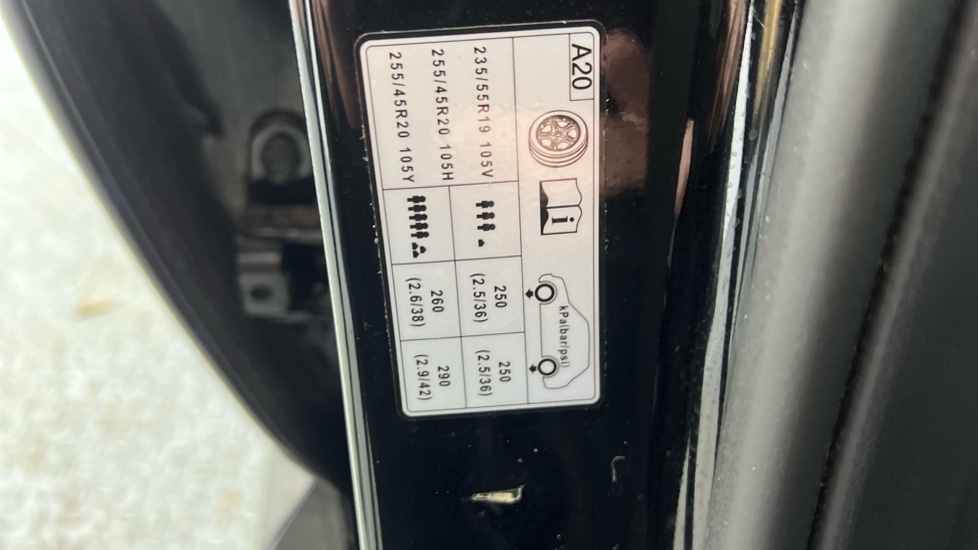 A20
i
kPa(bar/psi)
235/55R19 105V
255/45R20 105H
255/45R20 105Y
250
(2.5/36)
250
(2.5/36)
260
(2.6/38)
290
(2.9/42)